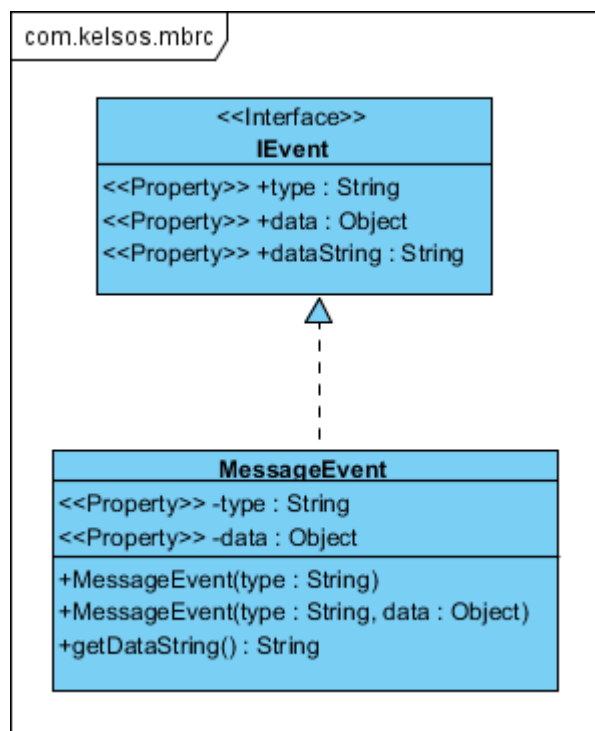 com.kelsos.mbrc
<<Interface>>
IEvent
<<Property>> +type : String
<<Property>> +data : Object
<<Property>> +dataString : String
MessageEvent
<<Property>> -type : String
<<Property>> -data : Object
+MessageEvent(type : String)
+MessageEvent(type : String, data : Object)
+getDataString() : String